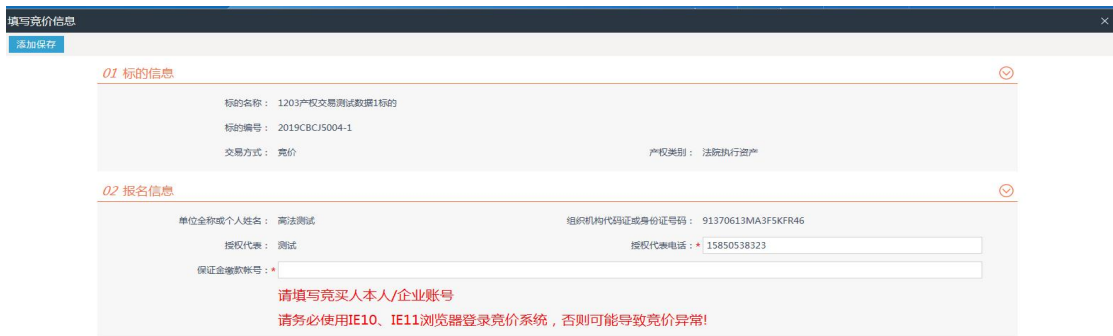 填写竞价信息
×
添加保存
01 标的信息
标的名称： 1203产权交易测试数据1标的
标的编号： 2019CBCJ5004-1
交易方式： 竞价 产权类别： 法院执行资产
02 报名信息
单位全称或个人姓名： 高法测试 组织机构代码证或身份证号码： 91370613MA3F5KFR46
授权代表： 测试 授权代表电话：* 15850538323
保证金缴款帐号：*
请填写竞买人本人/企业账号
请务必使用IE10、IE11浏览器登录竞价系统，否则可能导致竞价异常!